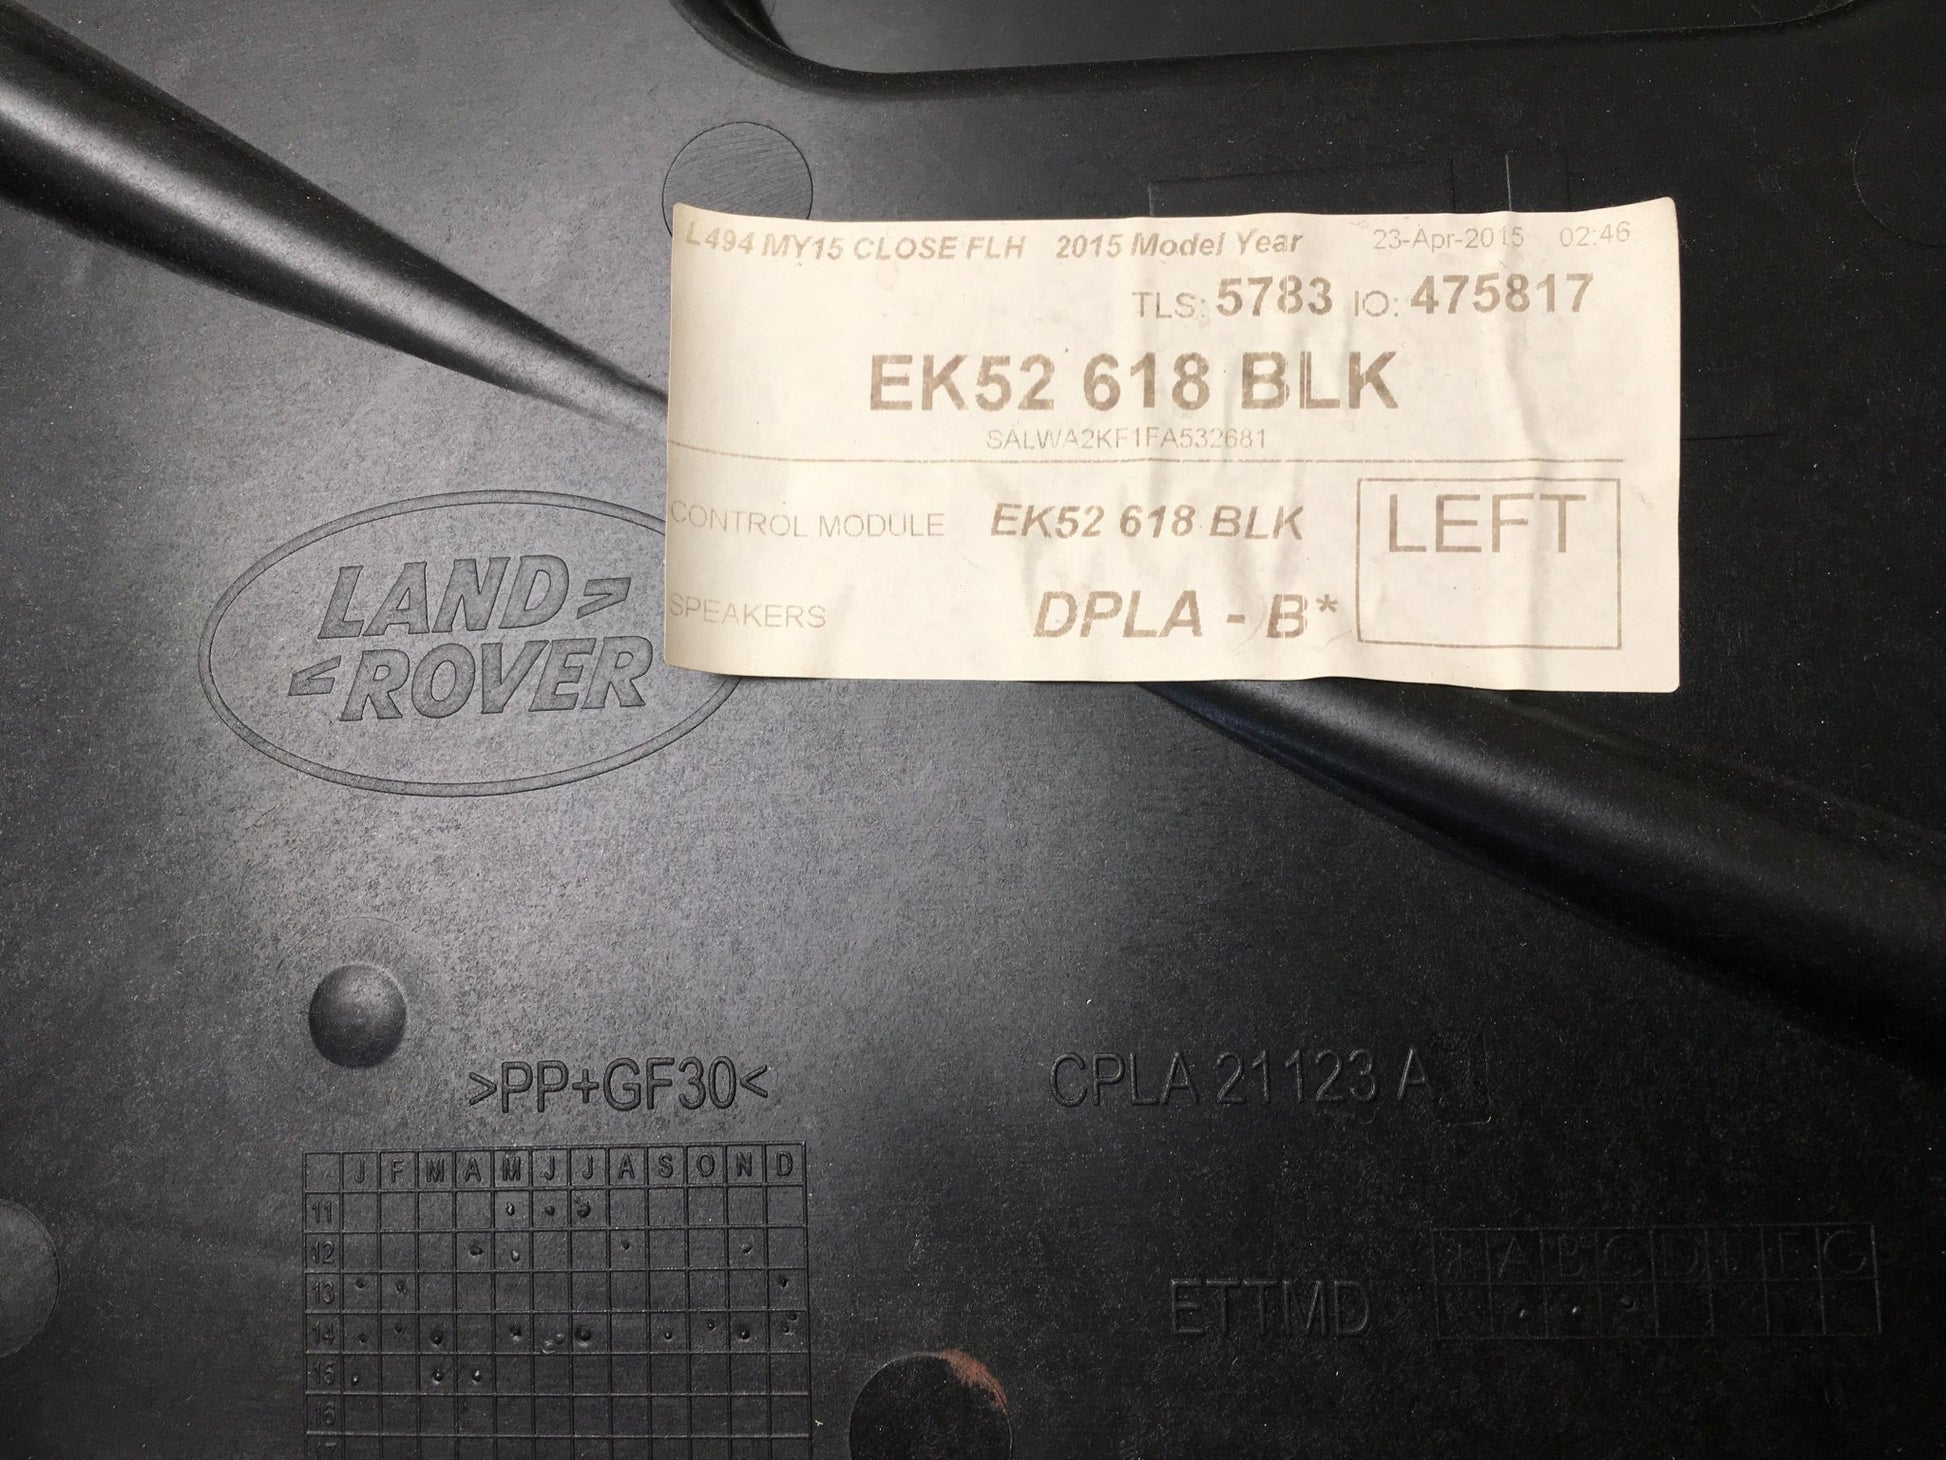 L494 MY15 CLOSE FLH 2015 Model Year 23-Apr-2015 02:46
TLS: 5783 IO: 475817
EK52 618 BLK
SALWA2KF1FA532681
CONTROL MODULE EK52 618 BLK LEFT
SPEAKERS DPLA - B*
LAND
ROVER
>PP+GF30<
CPLA 21123 A
J F M A M J J A S O N D
11
12
13
14
15
16
17
ETTMD
A B C D